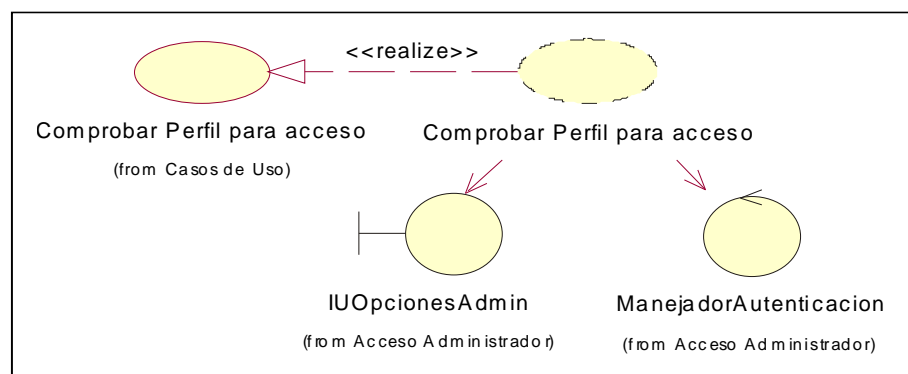 <<realize>>
Comprobar Perfil para acceso
(from Casos de Uso)
Comprobar Perfil para acceso
IUOpcionesAdmin
(from Acceso Administrador)
ManejadorAutenticacion
(from Acceso Administrador)